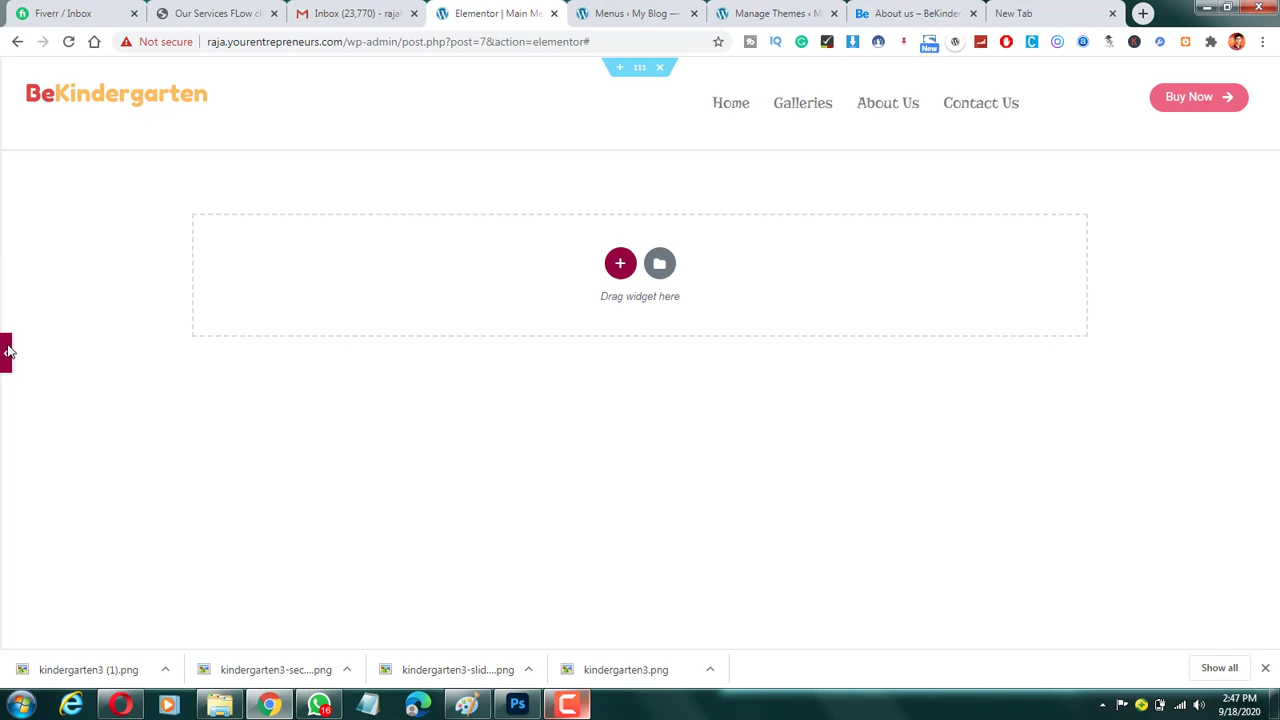 Fiverr / Inbox
Our Services FLow c
Inbox (23,770) - raja
Elementor | Main Me
Menus ‹ My Blog —
Manage Themes ‹ M
About us – BeKinder
New Tab
Not secure
raja.yourentrepreneurs.com/wp-admin/post.php?post=7&action=elementor#
New
BeKindergarten
Home
Galleries
About Us
Contact Us
Buy Now
Drag widget here
kindergarten3 (1).png
kindergarten3-sec....png
kindergarten3-slid....png
kindergarten3.png
Show all
16
2:47 PM
9/18/2020